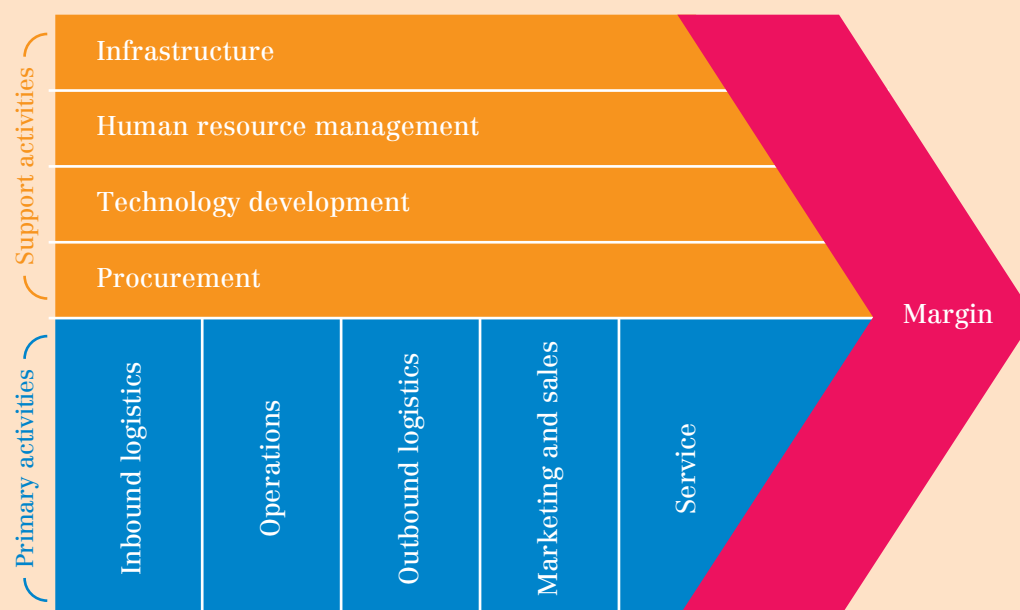 Support activities
Infrastructure
Human resource management
Technology development
Procurement
Margin
Primary activities
Inbound logistics
Operations
Outbound logistics
Marketing and sales
Service